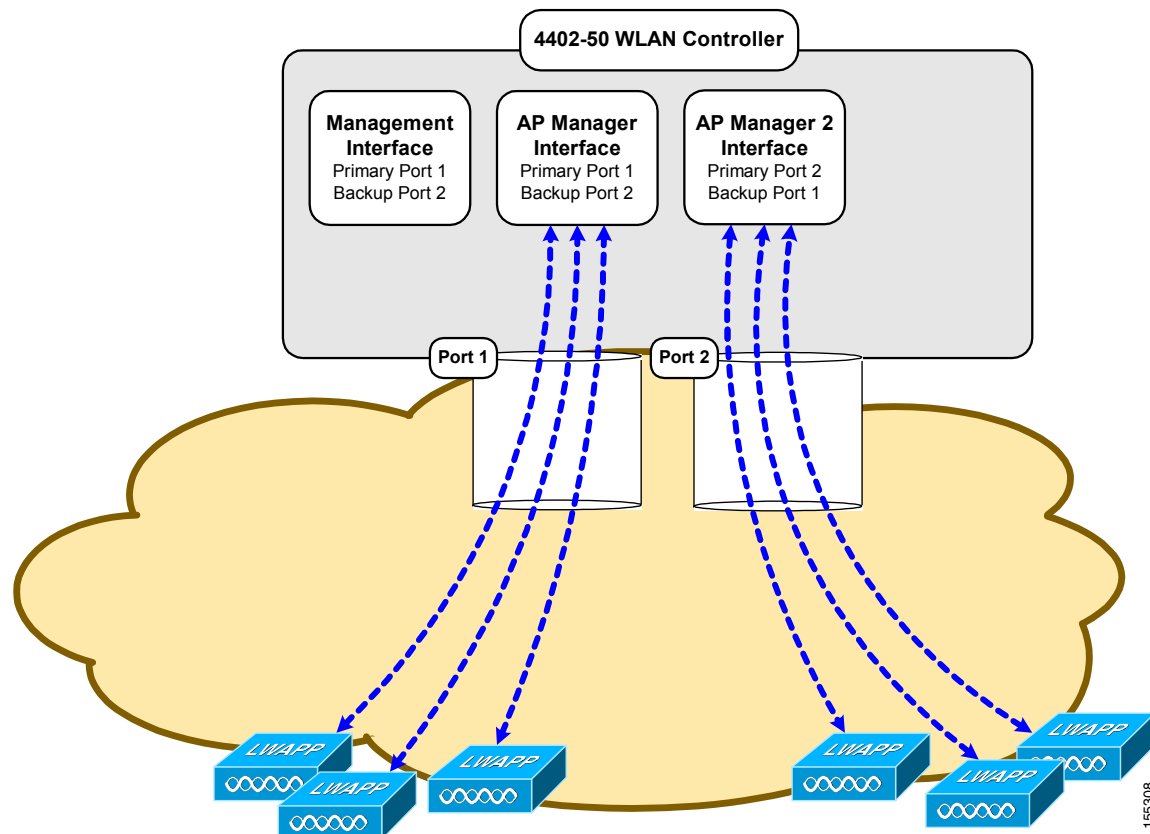 4402-50 WLAN Controller
Management
Interface
Primary Port 1
Backup Port 2
AP Manager
Interface
Primary Port 1
Backup Port 2
AP Manager 2
Interface
Primary Port 2
Backup Port 1
Port 1
Port 2
LWAPP
LWAPP
LWAPP
LWAPP
LWAPP
LWAPP
155308